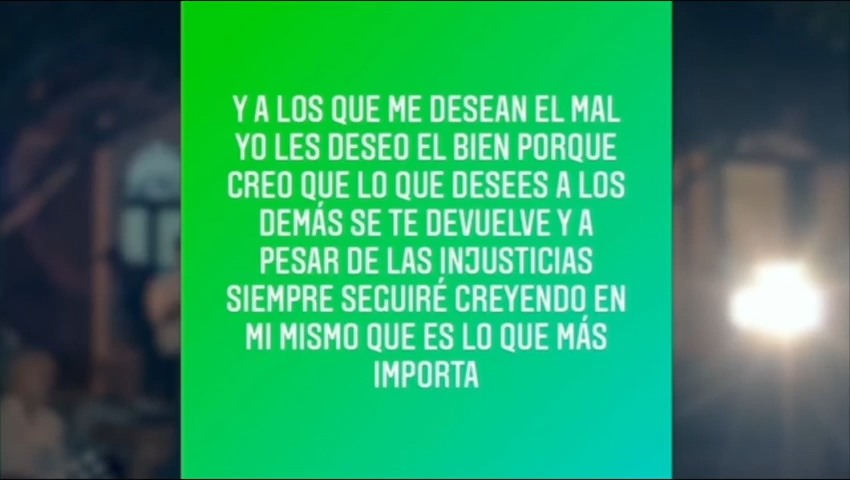 Y A LOS QUE ME DESEAN EL MAL
YO LES DESEO EL BIEN PORQUE
CREO QUE LO QUE DESEES A LOS
DEMÁS SE TE DEVUELVE Y A
PESAR DE LAS INJUSTICIAS
SIEMPRE SEGUIRÉ CREYENDO EN
MI MISMO QUE ES LO QUE MÁS
IMPORTA